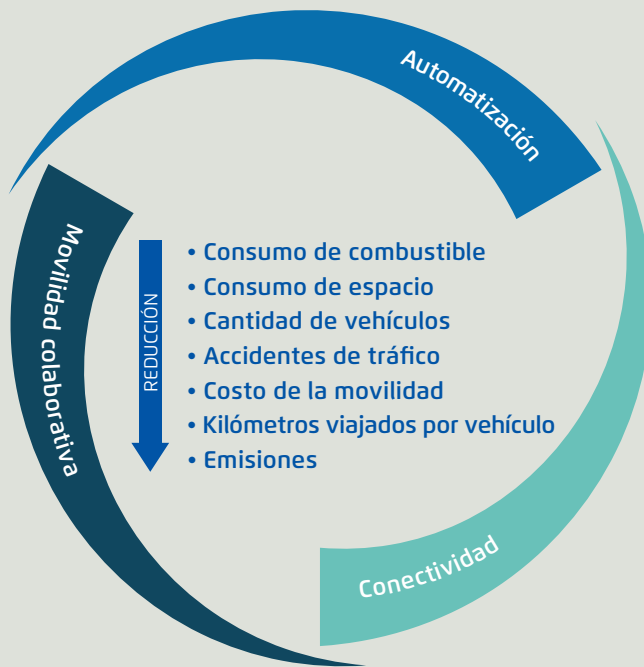 Automatización
Movilidad colaborativa
REDUCCIÓN
• Consumo de combustible
• Consumo de espacio
• Cantidad de vehículos
• Accidentes de tráfico
• Costo de la movilidad
• Kilómetros viajados por vehículo
• Emisiones
Conectividad